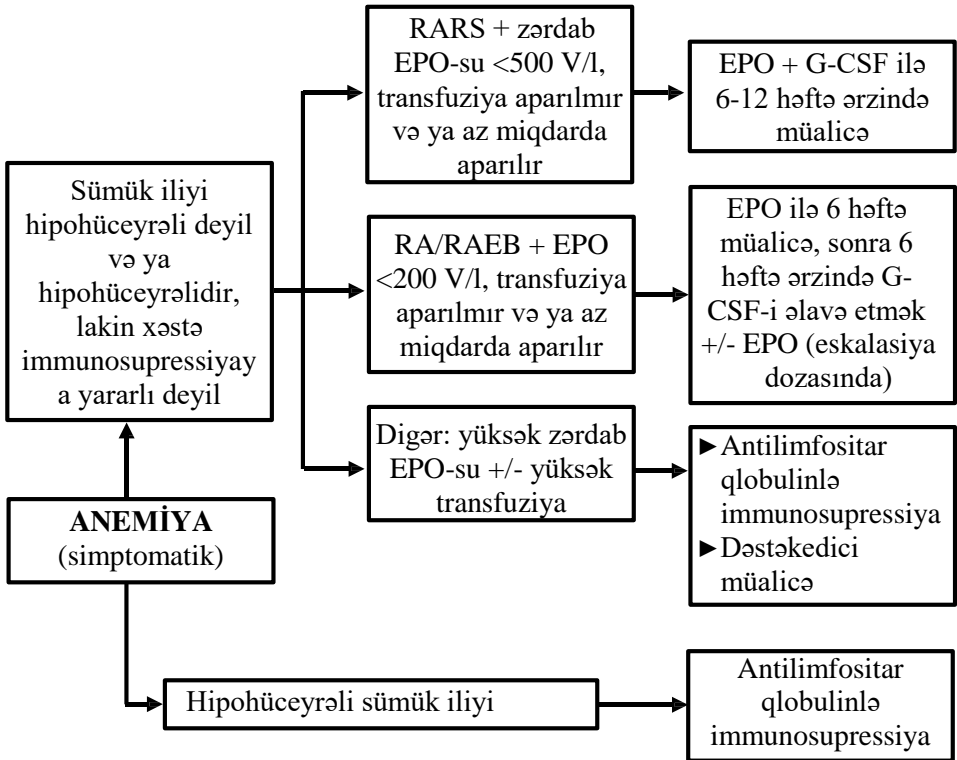 RARS + zərdab
EPO-su <500 V/l,
transfuziya aparılmır
və ya az miqdarda
aparılır
EPO + G-CSF ilə
6-12 həftə ərzində
müalicə
Sümük iliyi
hipohüceyrəli deyil
və ya
hipohüceyrəlidir,
lakin xəstə
immunosupressiyay
a yararlı deyil
RA/RAEB + EPO
<200 V/l, transfuziya
aparılmır və ya az
miqdarda aparılır
EPO ilə 6 həftə
müalicə, sonra 6
həftə ərzində G-
CSF-i əlavə etmək
+/- EPO (eskalasiya
dozasında)
Digər: yüksək zərdab
EPO-su +/- yüksək
transfuziya
►Antilimfositar
qlobulinlə
immunosupressiya
►Dəstəkedici
müalicə
ANEMİYA
(simptomatik)
Hipohüceyrəli sümük iliyi
Antilimfositar
qlobulinlə
immunosupressiya